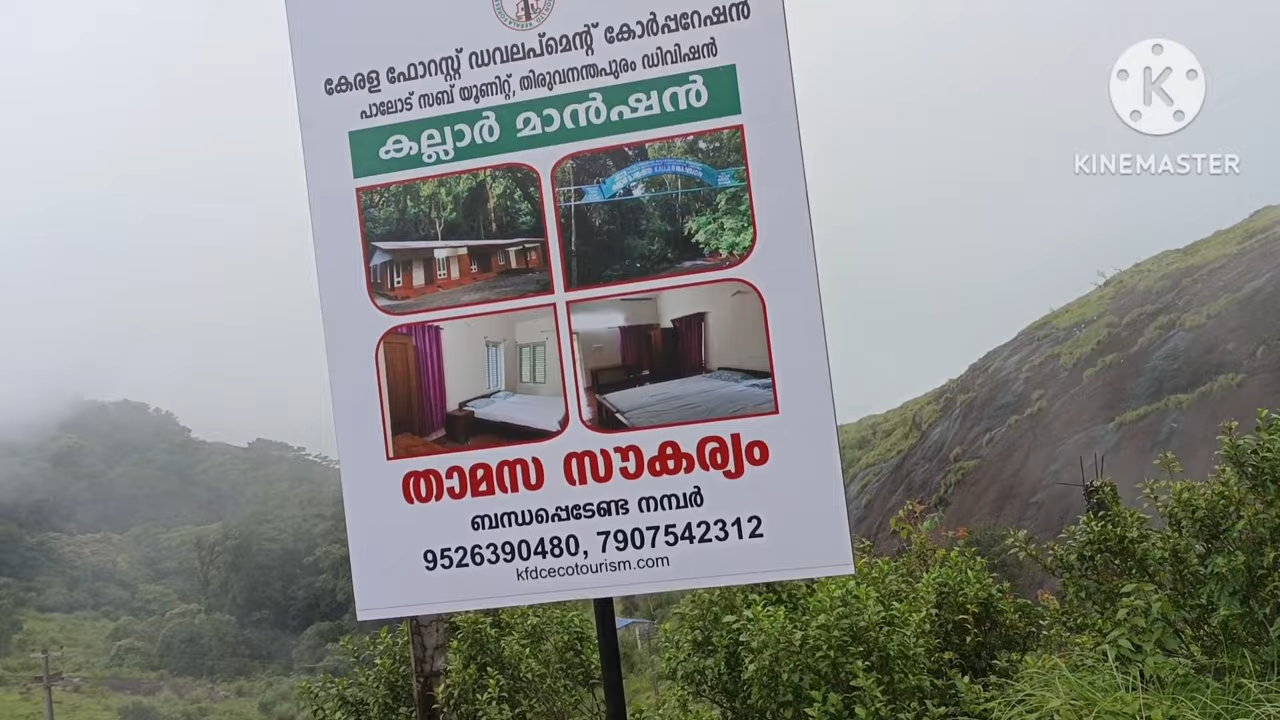 കേരള ഫോറസ്റ്റ് ഡവലപ്മെന്റ് കോർപ്പറേഷൻ
പാലോട് സബ് യൂണിറ്റ്, തിരുവനന്തപുരം ഡിവിഷൻ
കല്ലാർ മാൻഷൻ
താമസ സൗകര്യം
ബന്ധപ്പെടേണ്ട നമ്പർ
9526390480, 7907542312
kfdcecotourism.com
K
KINEMASTER